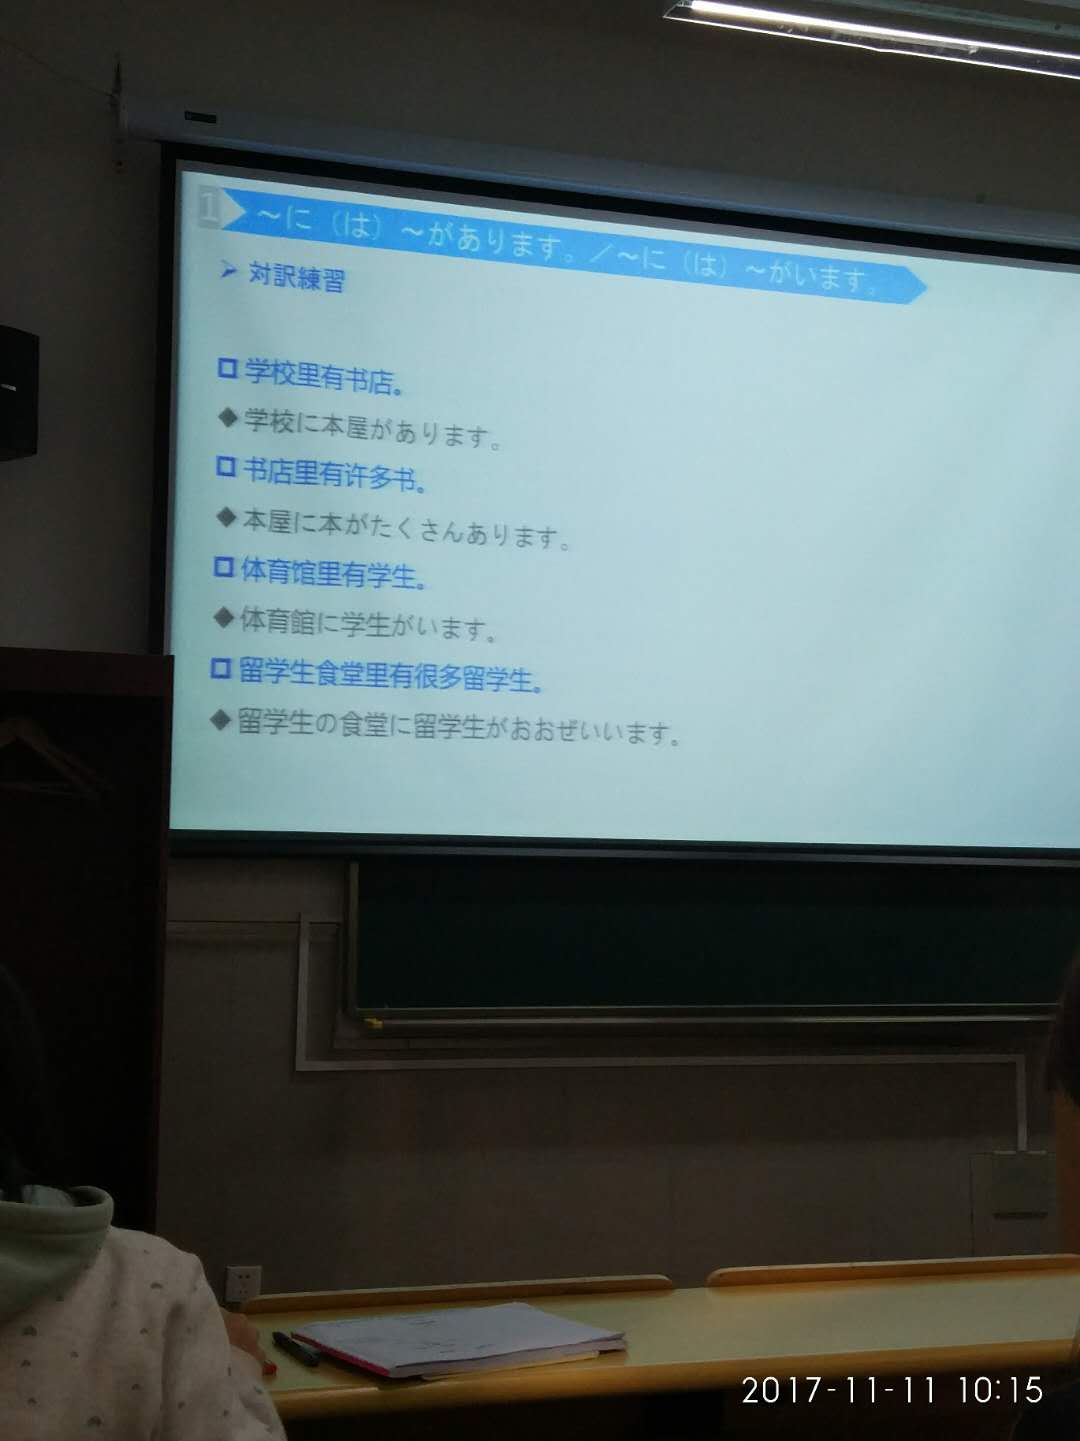 1 ～に（は）～があります。／～に（は）～がいます。
➢ 対訳練習
❑ 学校里有书店。
◆ 学校に本屋があります。
❑ 书店里有许多书。
◆ 本屋に本がたくさんあります。
❑ 体育馆里有学生。
◆ 体育館に学生がいます。
❑ 留学生食堂里有很多留学生。
◆ 留学生の食堂に留学生がおおぜいいます。
2017-11-11 10:15